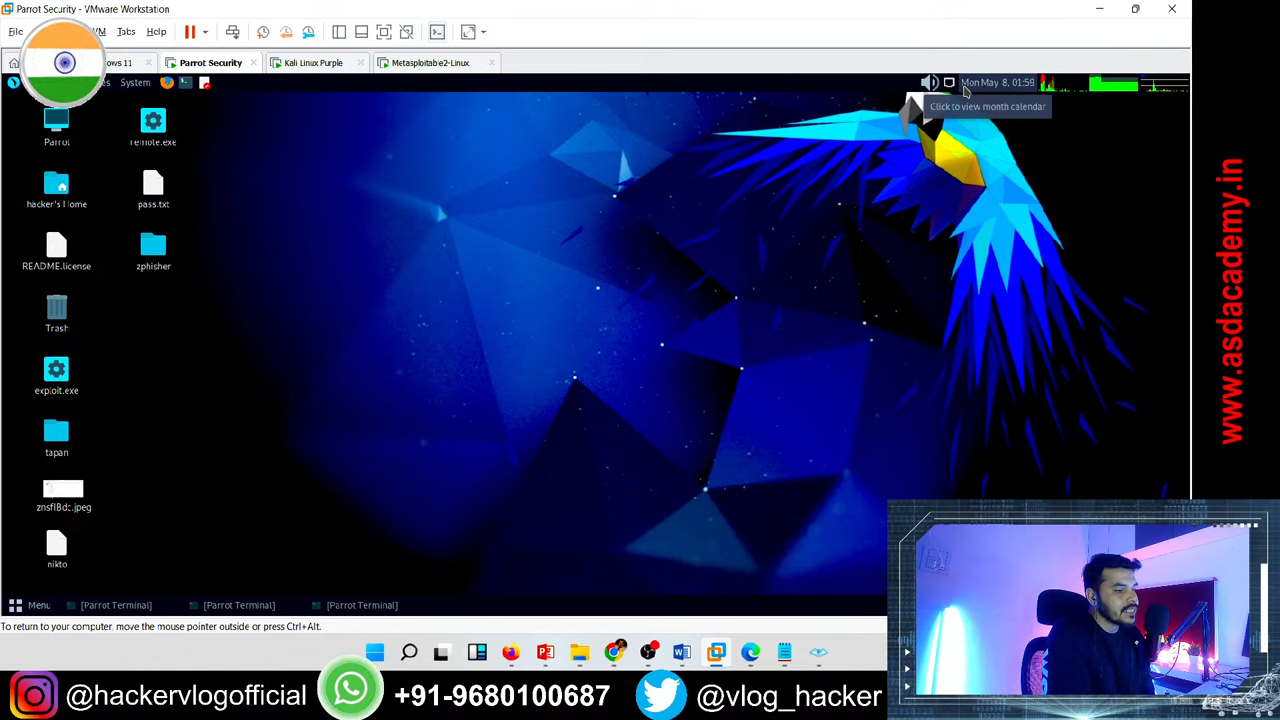 Parrot Security - VMware Workstation
File
VM
Tabs
Help
ows 11
Parrot Security
Kali Linux Purple
Metasploitable2-Linux
es
System
Mon May 8, 01:59
Click to view month calendar
Parrot
remote.exe
hacker's Home
pass.txt
README.license
zphisher
Trash
exploit.exe
tapan
znsflBdc.jpeg
nikto
Menu
[Parrot Terminal]
[Parrot Terminal]
[Parrot Terminal]
To return to your computer, move the mouse pointer outside or press Ctrl+Alt.
www.asdacademy.in
@hackervlogofficial
+91-9680100687
@vlog_hacker